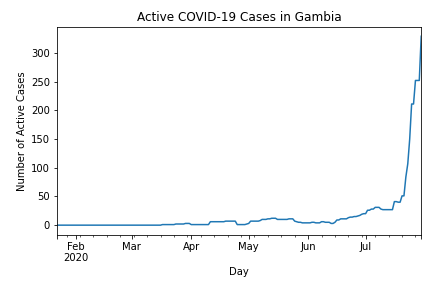 Active COVID-19 Cases in Gambia
Number of Active Cases
300
250
200
150
100
50
0
Feb
2020
Mar
Apr
May
Jun
Jul
Day